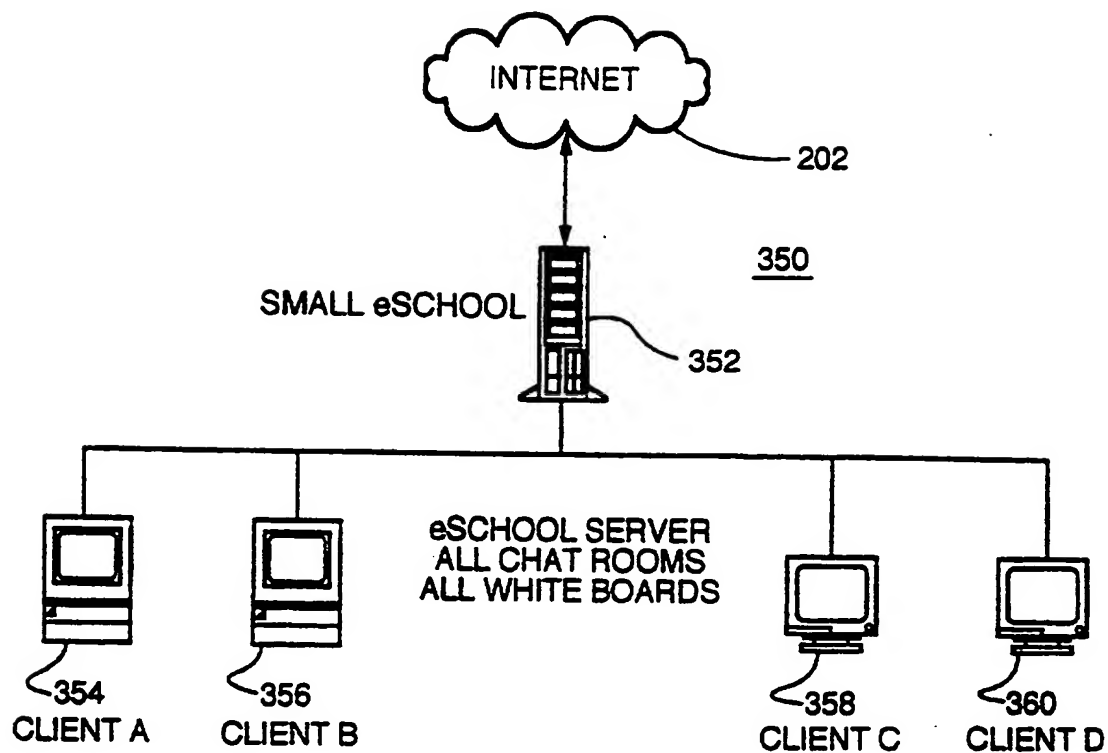 INTERNET
202
350
SMALL eSCHOOL
352
eSCHOOL SERVER
ALL CHAT ROOMS
ALL WHITE BOARDS
354
CLIENT A
356
CLIENT B
358
CLIENT C
360
CLIENT D